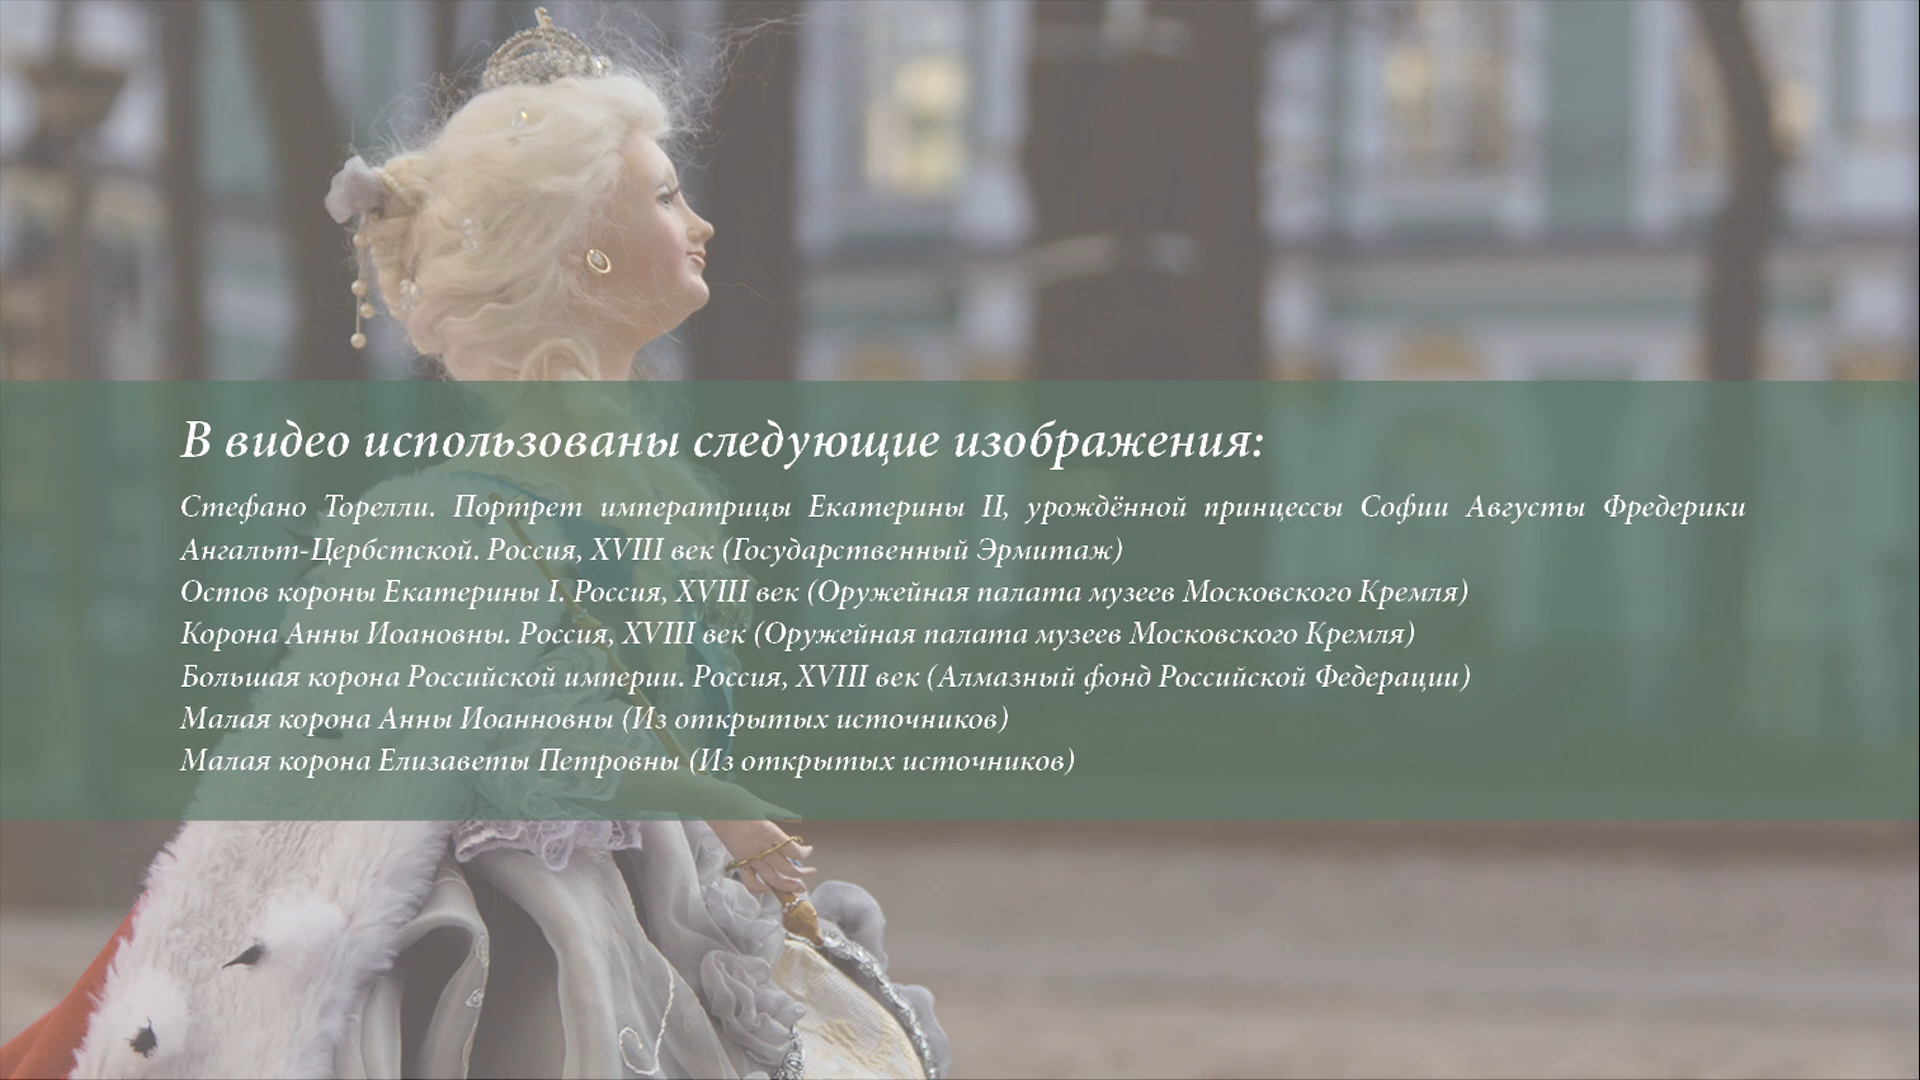 В видео использованы следующие изображения:
Стефано Торелли. Портрет императрицы Екатерины II, урождённой принцессы Софии Августы Фредерики
Ангальт-Цербстской. Россия, XVIII век (Государственный Эрмитаж)
Остов короны Екатерины I. Россия, XVIII век (Оружейная палата музеев Московского Кремля)
Корона Анны Иоановны. Россия, XVIII век (Оружейная палата музеев Московского Кремля)
Большая корона Российской империи. Россия, XVIII век (Алмазный фонд Российской Федерации)
Малая корона Анны Иоанновны (Из открытых источников)
Малая корона Елизаветы Петровны (Из открытых источников)